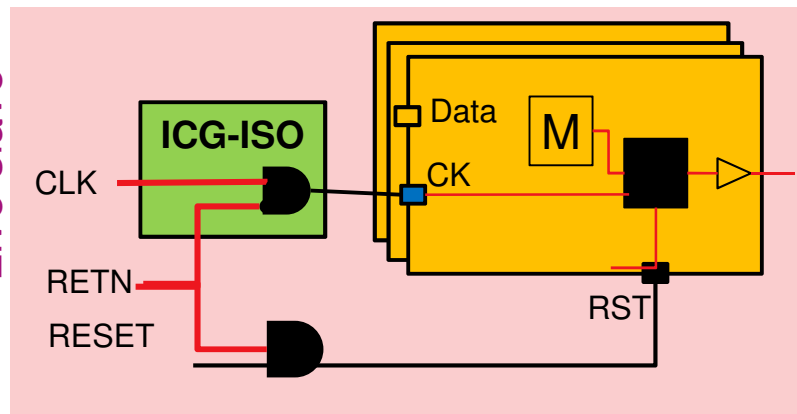 ICG-ISO
Data
M
CLK
CK
RETN
RST
RESET